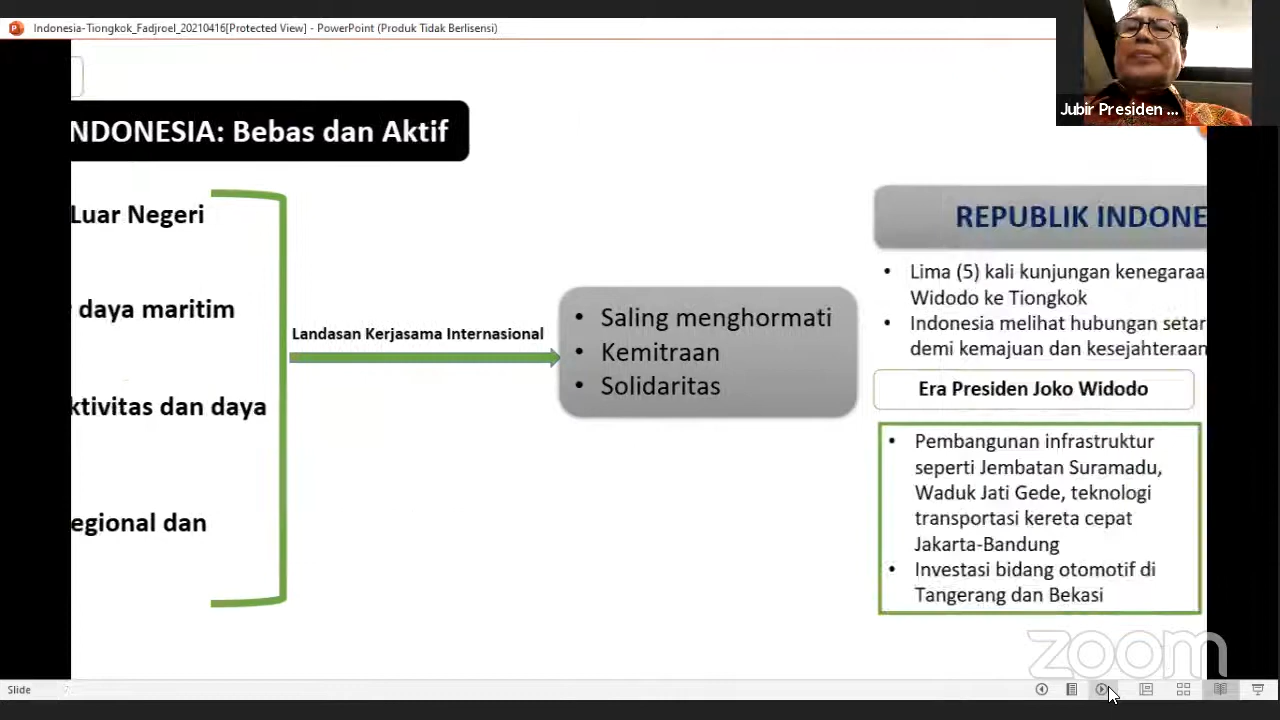 Indonesia-Tiongkok_Fadjroel_20210416[Protected View] - PowerPoint (Produk Tidak Berlisensi)
Jubir Presiden ...
NDONESIA: Bebas dan Aktif
Luar Negeri
daya maritim
ktivitas dan daya
egional dan
Landasan Kerjasama Internasional
• Saling menghormati
• Kemitraan
• Solidaritas
REPUBLIK INDONE
• Lima (5) kali kunjungan kenegaraa
Widodo ke Tiongkok
• Indonesia melihat hubungan setar
demi kemajuan dan kesejahteraan
Era Presiden Joko Widodo
• Pembangunan infrastruktur
seperti Jembatan Suramadu,
Waduk Jati Gede, teknologi
transportasi kereta cepat
Jakarta-Bandung
• Investasi bidang otomotif di
Tangerang dan Bekasi
zoom
Slide